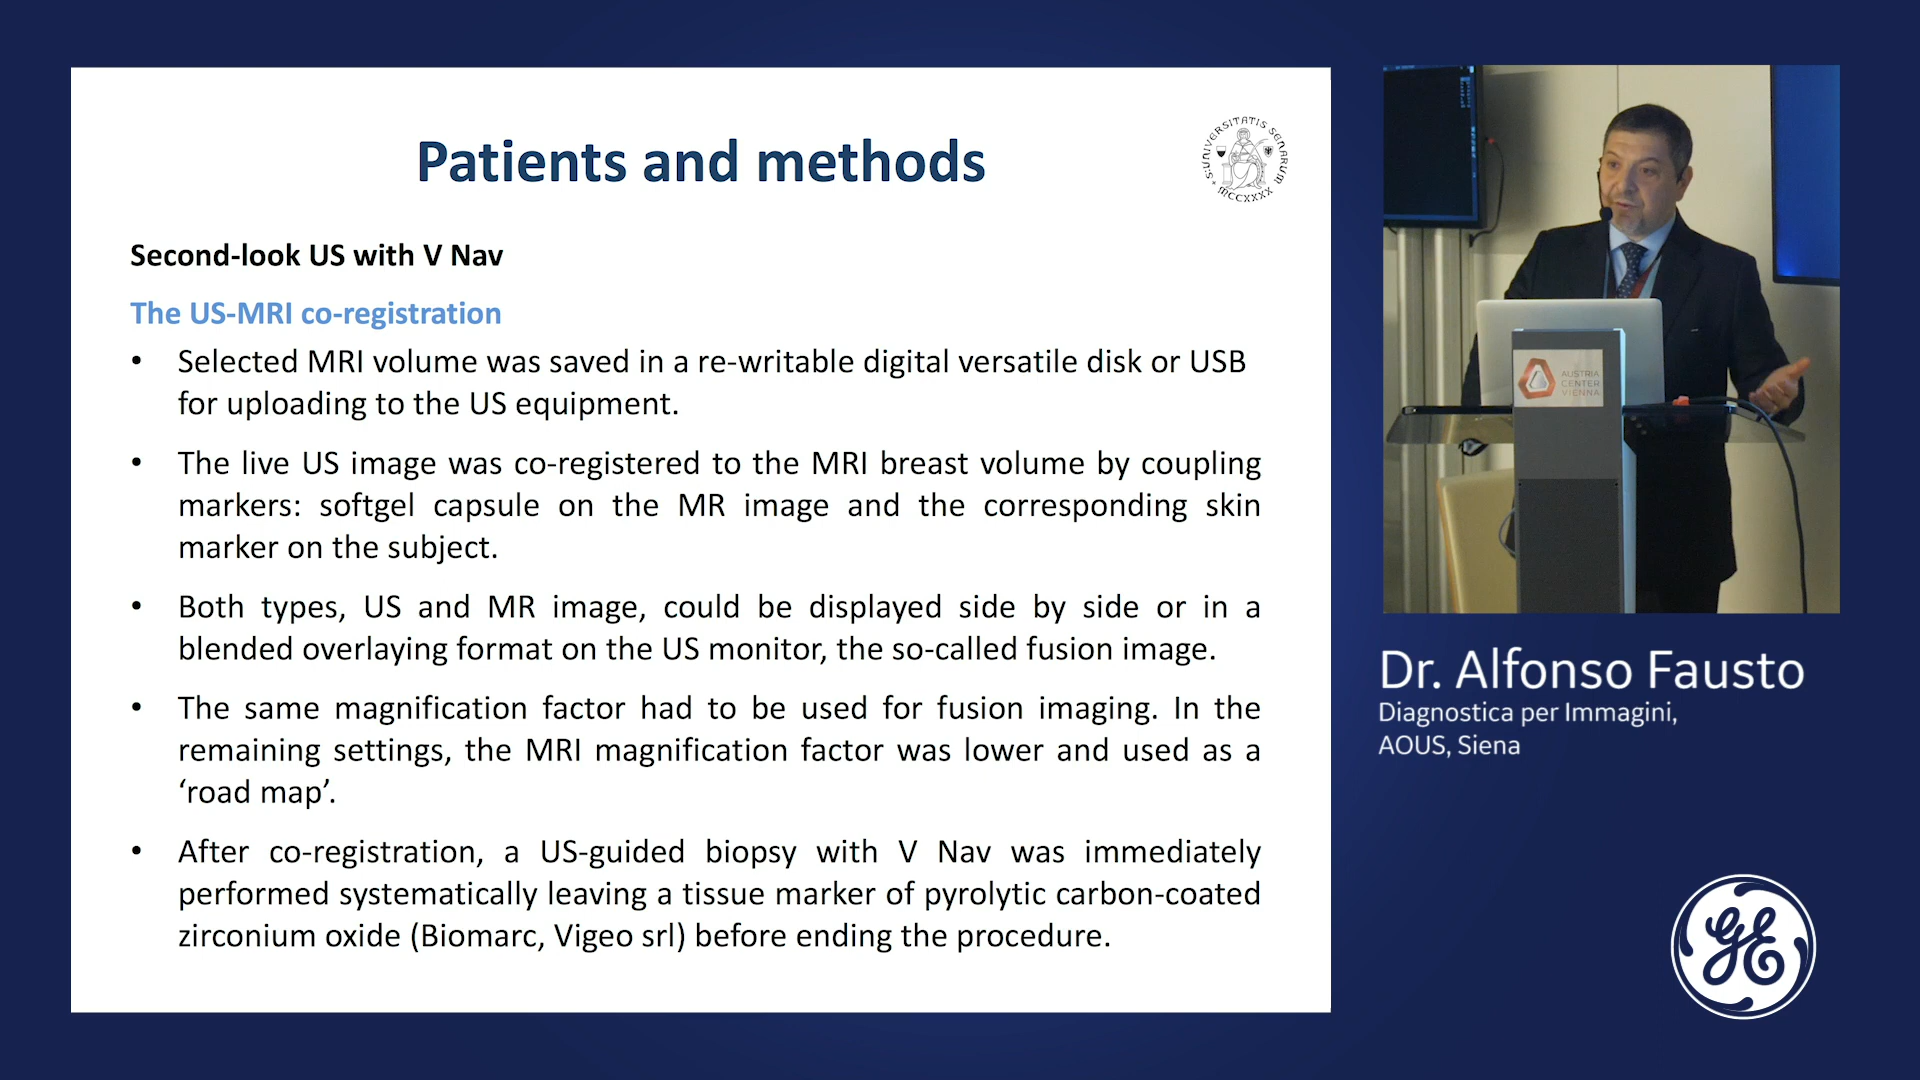 Patients and methods
S·UNIVERSITATIS SENARUM
MCCXXXX
Second-look US with V Nav
The US-MRI co-registration
• Selected MRI volume was saved in a re-writable digital versatile disk or USB
for uploading to the US equipment.
• The live US image was co-registered to the MRI breast volume by coupling
markers: softgel capsule on the MR image and the corresponding skin
marker on the subject.
• Both types, US and MR image, could be displayed side by side or in a
blended overlaying format on the US monitor, the so-called fusion image.
• The same magnification factor had to be used for fusion imaging. In the
remaining settings, the MRI magnification factor was lower and used as a
‘road map’.
• After co-registration, a US-guided biopsy with V Nav was immediately
performed systematically leaving a tissue marker of pyrolytic carbon-coated
zirconium oxide (Biomarc, Vigeo srl) before ending the procedure.
AUSTRIA
CENTER
VIENNA
Dr. Alfonso Fausto
Diagnostica per Immagini,
AOUS, Siena
GE